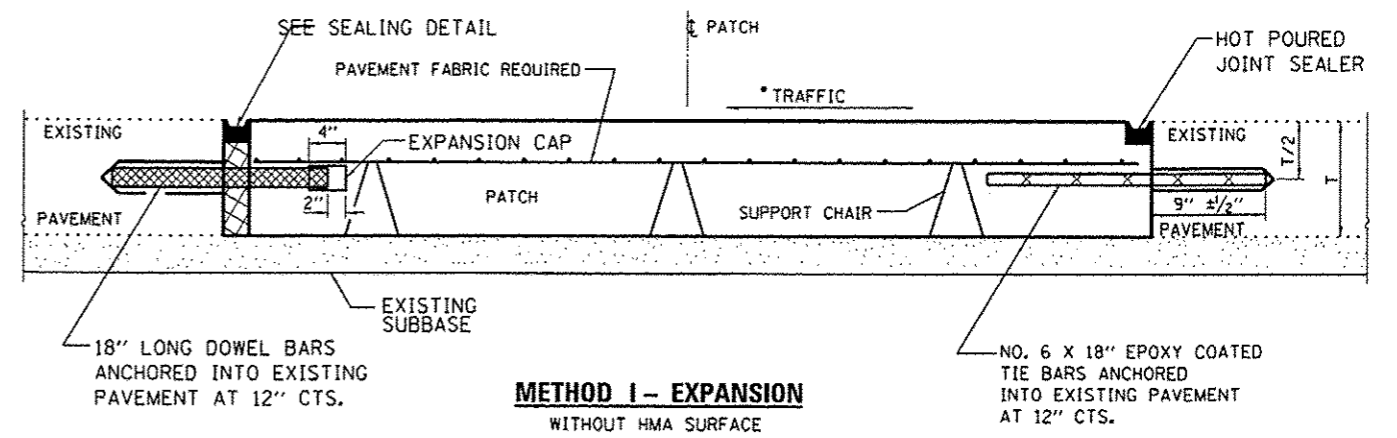 SEE SEALING DETAIL
℄ PATCH
HOT POURED
JOINT SEALER
PAVEMENT FABRIC REQUIRED
* TRAFFIC
EXISTING
4"
EXPANSION CAP
EXISTING
T/2
T
PATCH
SUPPORT CHAIR
2"
9" ±1/2"
PAVEMENT
PAVEMENT
EXISTING
SUBBASE
18" LONG DOWEL BARS
ANCHORED INTO EXISTING
PAVEMENT AT 12" CTS.
NO. 6 X 18" EPOXY COATED
TIE BARS ANCHORED
INTO EXISTING PAVEMENT
AT 12" CTS.
METHOD I - EXPANSION
WITHOUT HMA SURFACE